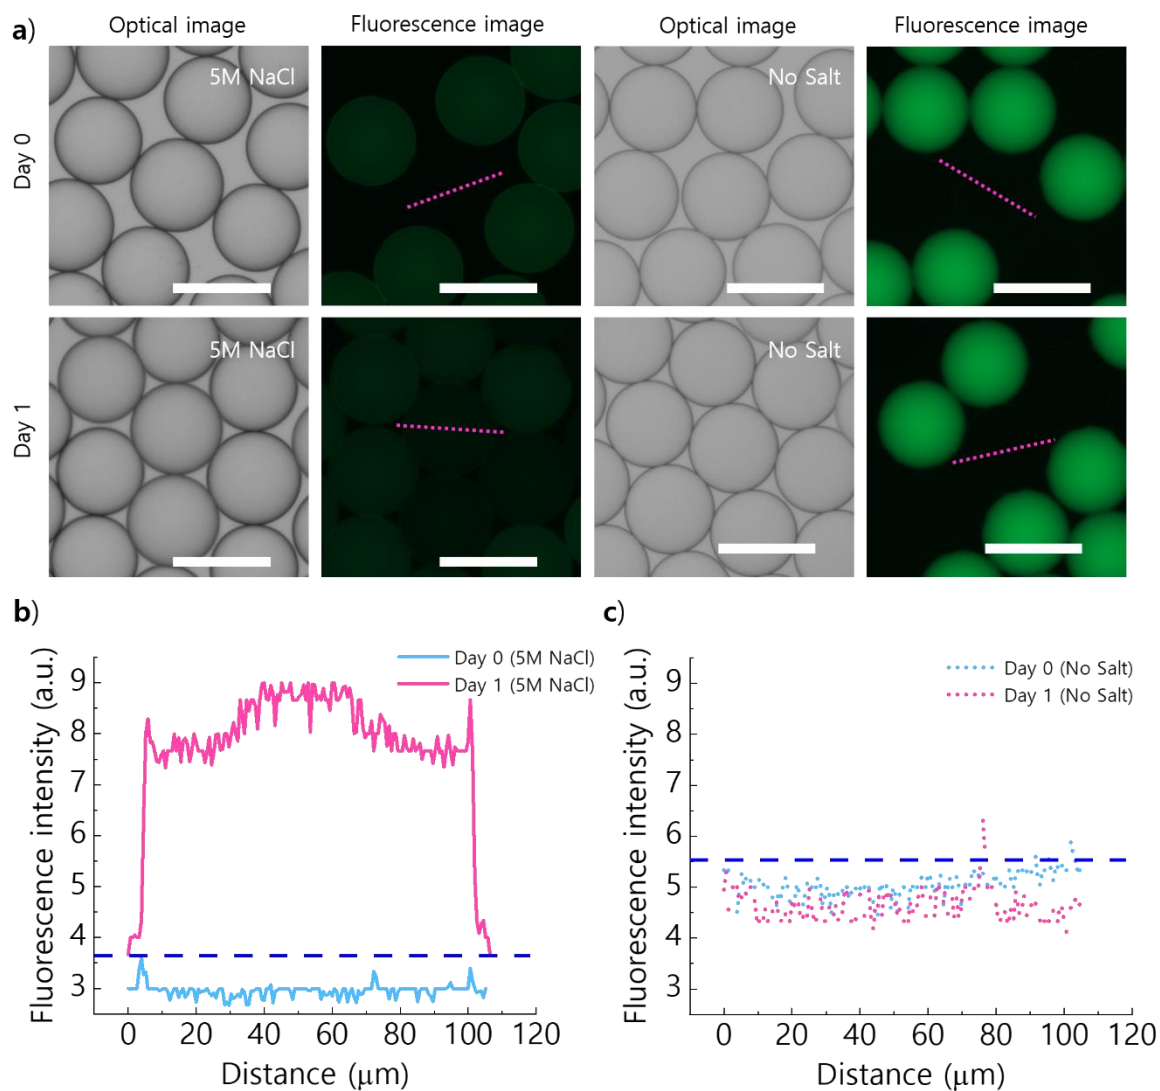 a)
Optical image
Fluorescence image
Optical image
Fluorescence image
Day 0
5M NaCl
No Salt
Day 1
5M NaCl
No Salt
b)
Day 0 (5M NaCl)
Day 1 (5M NaCl)
Fluorescence intensity (a.u.)
9
8
7
6
5
4
3
0
20
40
60
80
100
120
Distance (μm)
c)
Day 0 (No Salt)
Day 1 (No Salt)
Fluorescence intensity (a.u.)
9
8
7
6
5
4
3
0
20
40
60
80
100
120
Distance (μm)